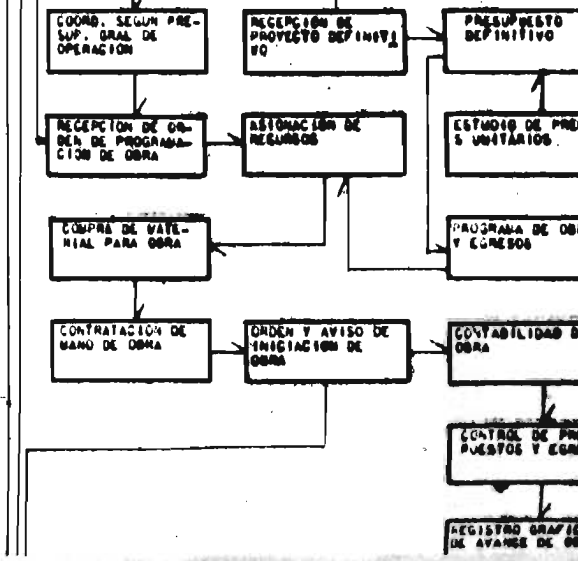 COORD. SEGUN PRE-
SUP. GRAL DE
OPERACION
RECEPCION DE
PROYECTO DEFINITI
VO
PRESUPUESTO
DEFINITIVO
RECEPCION DE OR-
DEN DE PROGRAMA-
CION DE OBRA
ASIGNACION DE
RECURSOS
ESTUDIO DE PRE
S UNITARIOS
COMPRA DE MATE-
RIAL PARA OBRA
PROGRAMA DE OB
Y EGRESOS
CONTRATACION DE
MANO DE OBRA
ORDEN Y AVISO DE
INICIACION DE
OBRA
CONTABILIDAD D
OBRA
CONTROL DE PRE
PUESTOS Y EGRE
REGISTRO GRAFIC
DE AVANCE DE OB